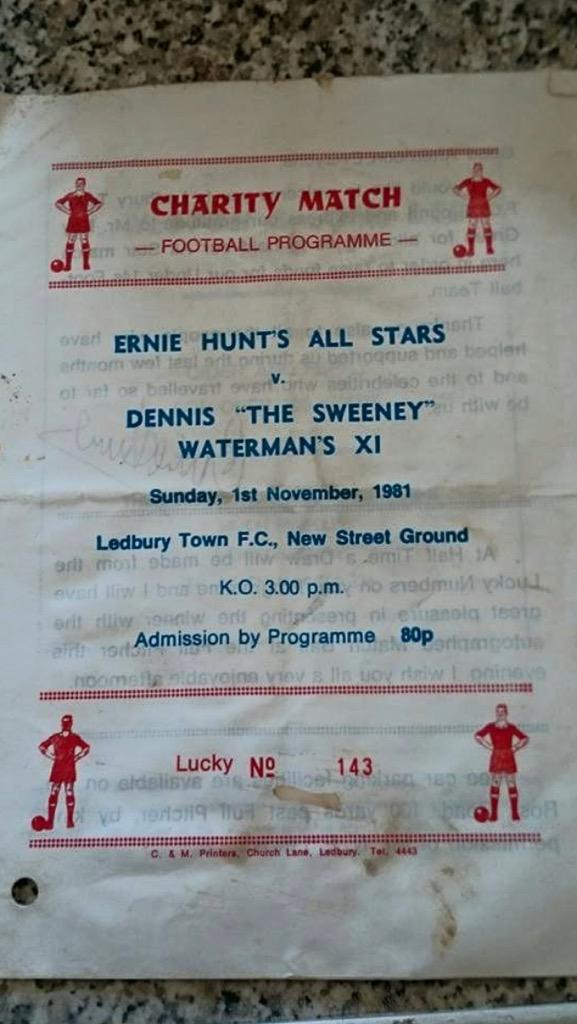 CHARITY MATCH
— FOOTBALL PROGRAMME —
ERNIE HUNT'S ALL STARS
v.
DENNIS "THE SWEENEY"
WATERMAN'S XI
Sunday, 1st November, 1981
Ledbury Town F.C., New Street Ground
K.O. 3.00 p.m.
Admission by Programme 80p
Lucky Nº 143
C. & M. Printers, Church Lane, Ledbury. Tel. 4443